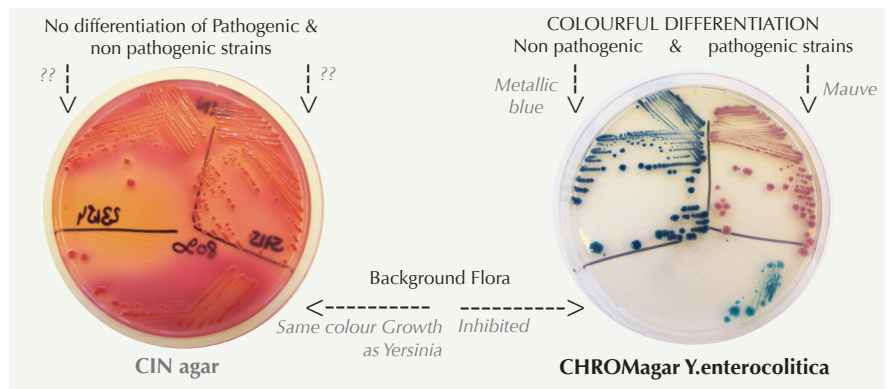 No differentiation of Pathogenic &
non pathogenic strains
??
??
COLOURFUL DIFFERENTIATION
Non pathogenic & pathogenic strains
Metallic
blue
Mauve
Background Flora
Same colour Growth
as Yersinia
Inhibited
CIN agar
CHROMagar Y.enterocolitica